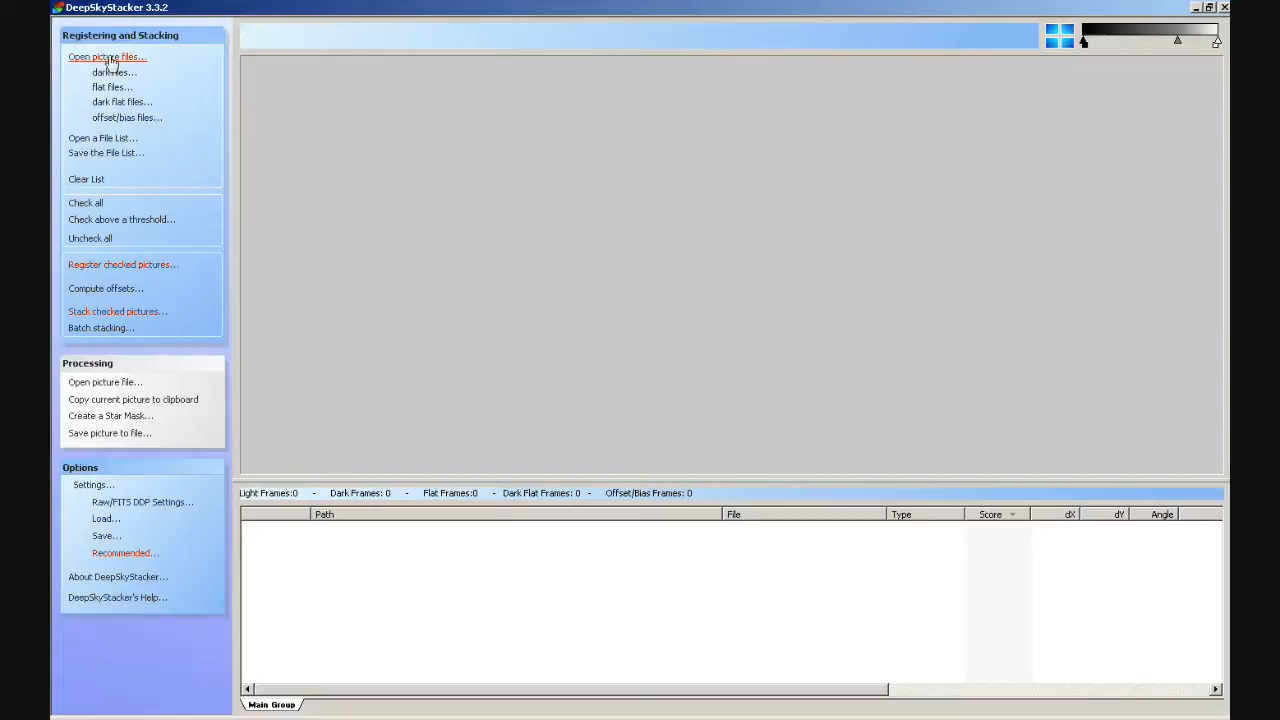 DeepSkyStacker 3.3.2
Registering and Stacking
Open picture files...
dark files...
flat files...
dark flat files...
offset/bias files...
Open a File List...
Save the File List...
Clear List
Check all
Check above a threshold...
Uncheck all
Register checked pictures...
Compute offsets...
Stack checked pictures...
Batch stacking...
Processing
Open picture file...
Copy current picture to clipboard
Create a Star Mask...
Save picture to file...
Options
Settings...
Raw/FITS DDP Settings...
Load...
Save...
Recommended...
About DeepSkyStacker...
DeepSkyStacker's Help...
Light Frames:0 - Dark Frames: 0 - Flat Frames:0 - Dark Flat Frames: 0 - Offset/Bias Frames: 0
Path File Type Score dX dY Angle
Main Group